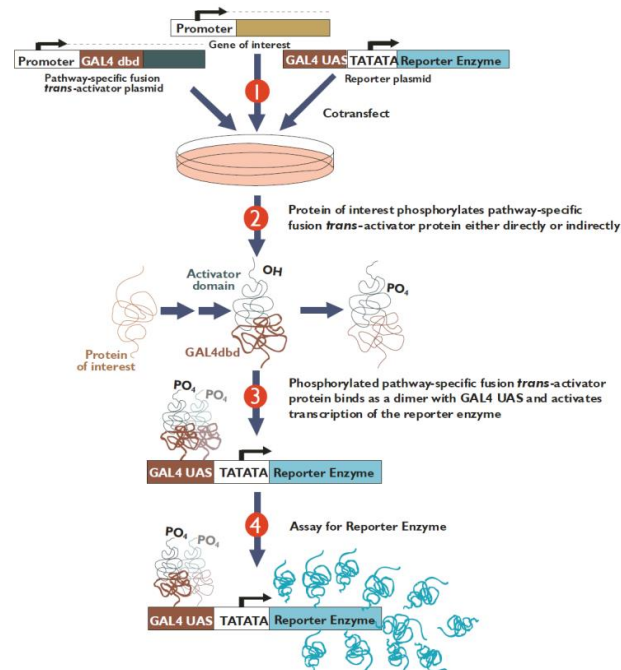 Promoter
Gene of interest
Promoter GAL4 dbd
Pathway-specific fusion
trans-activator plasmid
GAL4 UAS TATATA Reporter Enzyme
Reporter plasmid
1
Cotransfect
2
Protein of interest phosphorylates pathway-specific
fusion trans-activator protein either directly or indirectly
OH
Activator
domain
PO4
GAL4dbd
Protein
of interest
3
Phosphorylated pathway-specific fusion trans-activator
protein binds as a dimer with GAL4 UAS and activates
transcription of the reporter enzyme
PO4 PO4
GAL4 UAS TATATA Reporter Enzyme
4
Assay for Reporter Enzyme
PO4 PO4
GAL4 UAS TATATA Reporter Enzyme